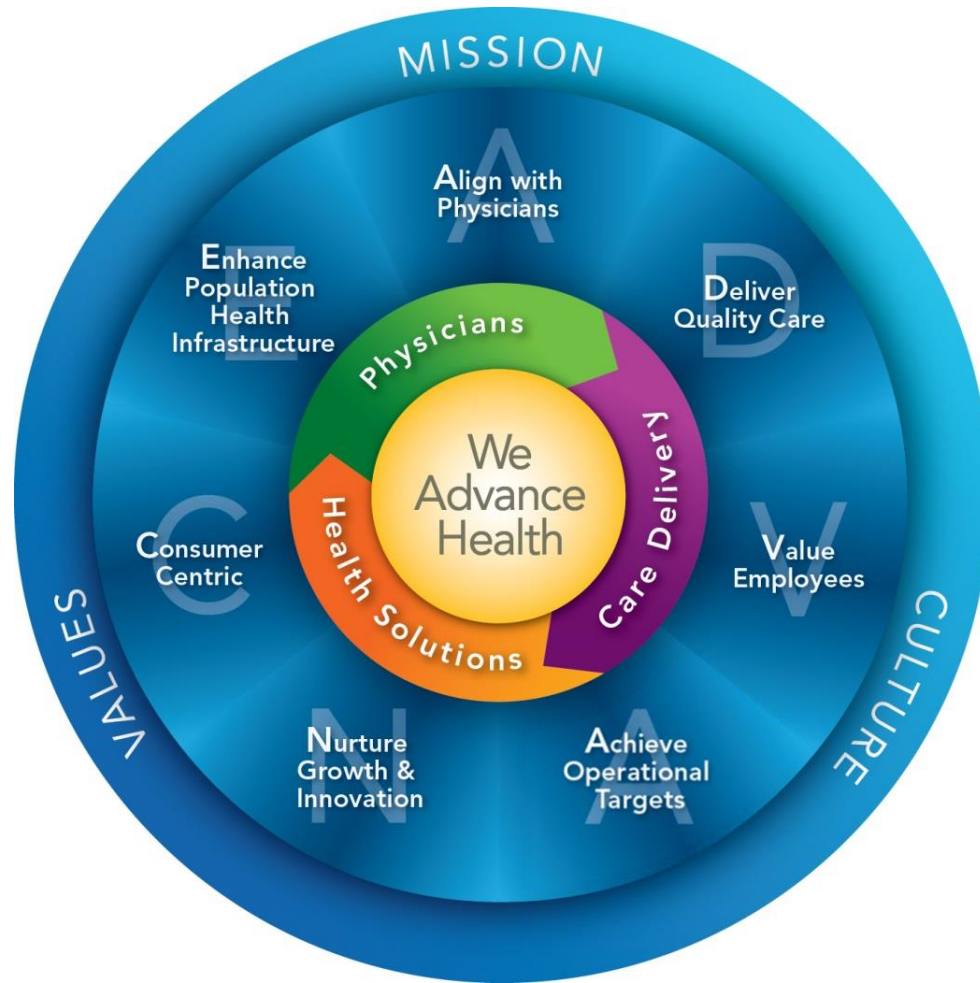 MISSION
A
Align with
Physicians
D
Deliver
Quality Care
V
Value
Employees
A
Achieve
Operational
Targets
N
Nurture
Growth &
Innovation
C
Consumer
Centric
E
Enhance
Population
Health
Infrastructure
Physicians
Care Delivery
Health Solutions
We
Advance
Health
CULTURE
VALUES